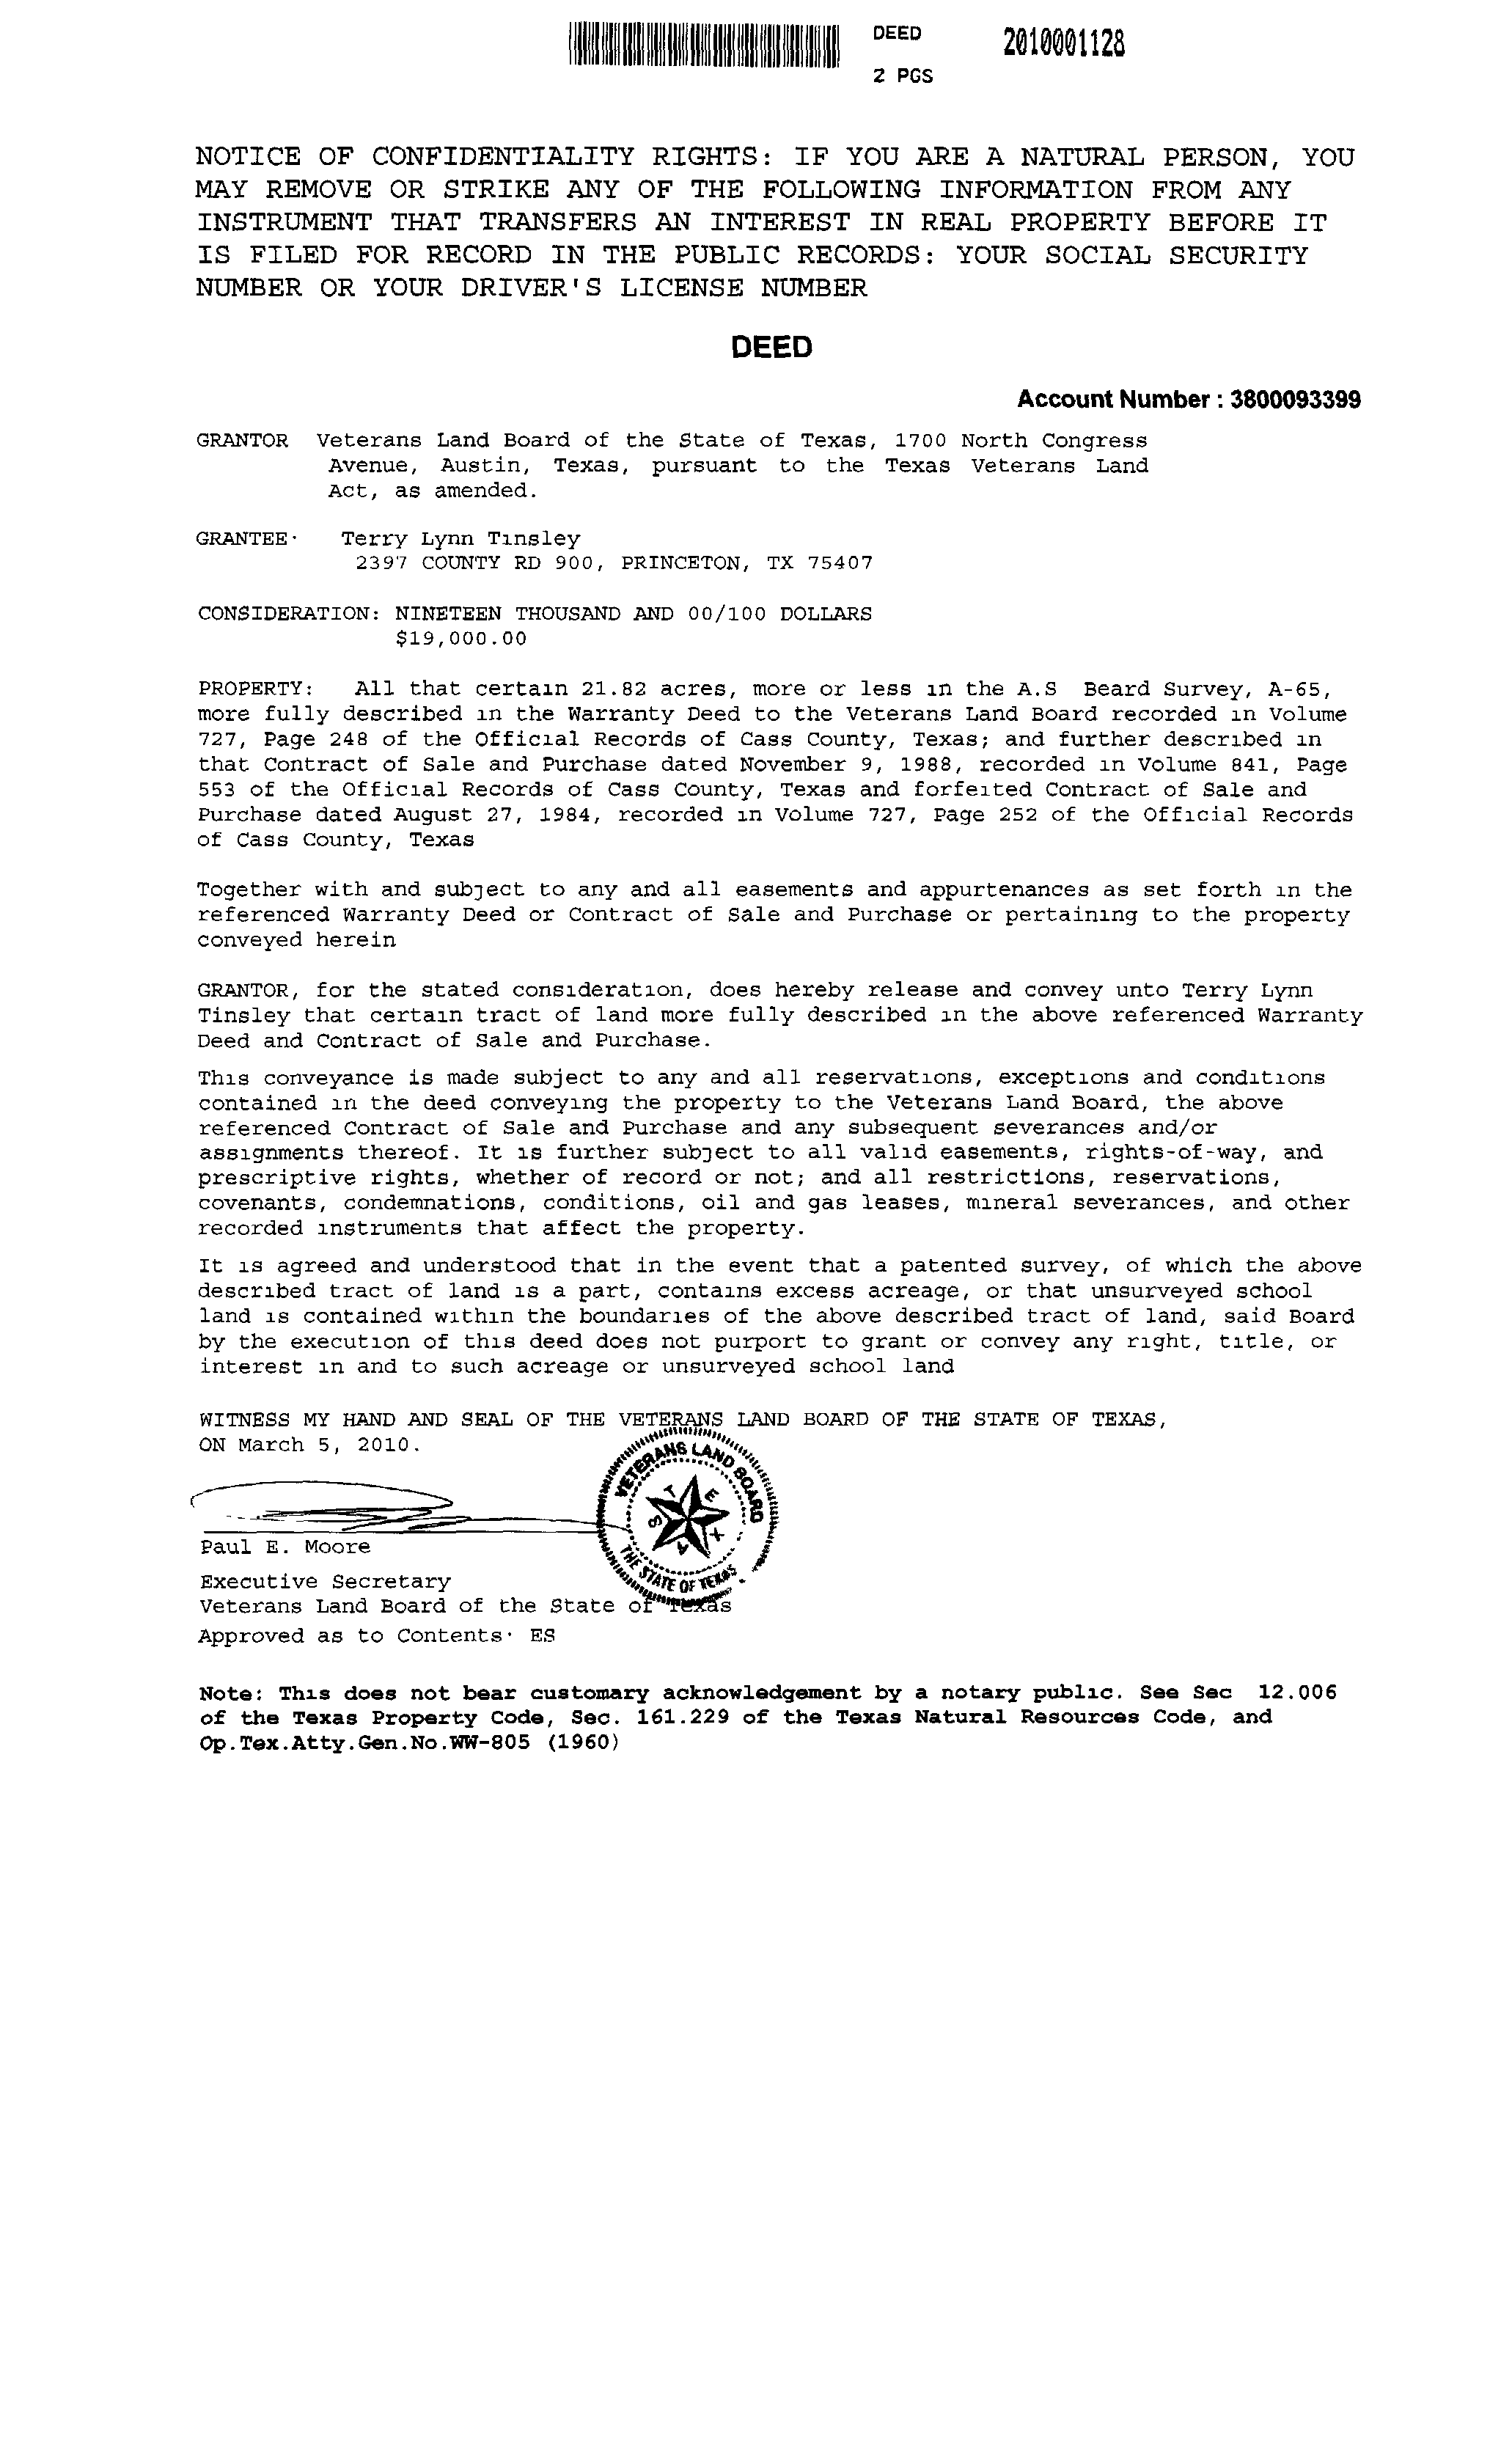 DEED 2010001128
2 PGS
NOTICE OF CONFIDENTIALITY RIGHTS: IF YOU ARE A NATURAL PERSON, YOU
MAY REMOVE OR STRIKE ANY OF THE FOLLOWING INFORMATION FROM ANY
INSTRUMENT THAT TRANSFERS AN INTEREST IN REAL PROPERTY BEFORE IT
IS FILED FOR RECORD IN THE PUBLIC RECORDS: YOUR SOCIAL SECURITY
NUMBER OR YOUR DRIVER'S LICENSE NUMBER
DEED
Account Number : 3800093399
GRANTOR Veterans Land Board of the State of Texas, 1700 North Congress
Avenue, Austin, Texas, pursuant to the Texas Veterans Land
Act, as amended.
GRANTEE· Terry Lynn Tinsley
2397 COUNTY RD 900, PRINCETON, TX 75407
CONSIDERATION: NINETEEN THOUSAND AND 00/100 DOLLARS
$19,000.00
PROPERTY: All that certain 21.82 acres, more or less in the A.S Beard Survey, A-65,
more fully described in the Warranty Deed to the Veterans Land Board recorded in Volume
727, Page 248 of the Official Records of Cass County, Texas; and further described in
that Contract of Sale and Purchase dated November 9, 1988, recorded in Volume 841, Page
553 of the Official Records of Cass County, Texas and forfeited Contract of Sale and
Purchase dated August 27, 1984, recorded in Volume 727, Page 252 of the Official Records
of Cass County, Texas
Together with and subject to any and all easements and appurtenances as set forth in the
referenced Warranty Deed or Contract of Sale and Purchase or pertaining to the property
conveyed herein
GRANTOR, for the stated consideration, does hereby release and convey unto Terry Lynn
Tinsley that certain tract of land more fully described in the above referenced Warranty
Deed and Contract of Sale and Purchase.
This conveyance is made subject to any and all reservations, exceptions and conditions
contained in the deed conveying the property to the Veterans Land Board, the above
referenced Contract of Sale and Purchase and any subsequent severances and/or
assignments thereof. It is further subject to all valid easements, rights-of-way, and
prescriptive rights, whether of record or not; and all restrictions, reservations,
covenants, condemnations, conditions, oil and gas leases, mineral severances, and other
recorded instruments that affect the property.
It is agreed and understood that in the event that a patented survey, of which the above
described tract of land is a part, contains excess acreage, or that unsurveyed school
land is contained within the boundaries of the above described tract of land, said Board
by the execution of this deed does not purport to grant or convey any right, title, or
interest in and to such acreage or unsurveyed school land
WITNESS MY HAND AND SEAL OF THE VETERANS LAND BOARD OF THE STATE OF TEXAS,
ON March 5, 2010.
VETERANS LAND BOARD
TEXAS
THE STATE OF TEXAS
Paul E. Moore
Executive Secretary
Veterans Land Board of the State of Texas
Approved as to Contents· ES
Note: This does not bear customary acknowledgement by a notary public. See Sec 12.006
of the Texas Property Code, Sec. 161.229 of the Texas Natural Resources Code, and
Op.Tex.Atty.Gen.No.WW-805 (1960)